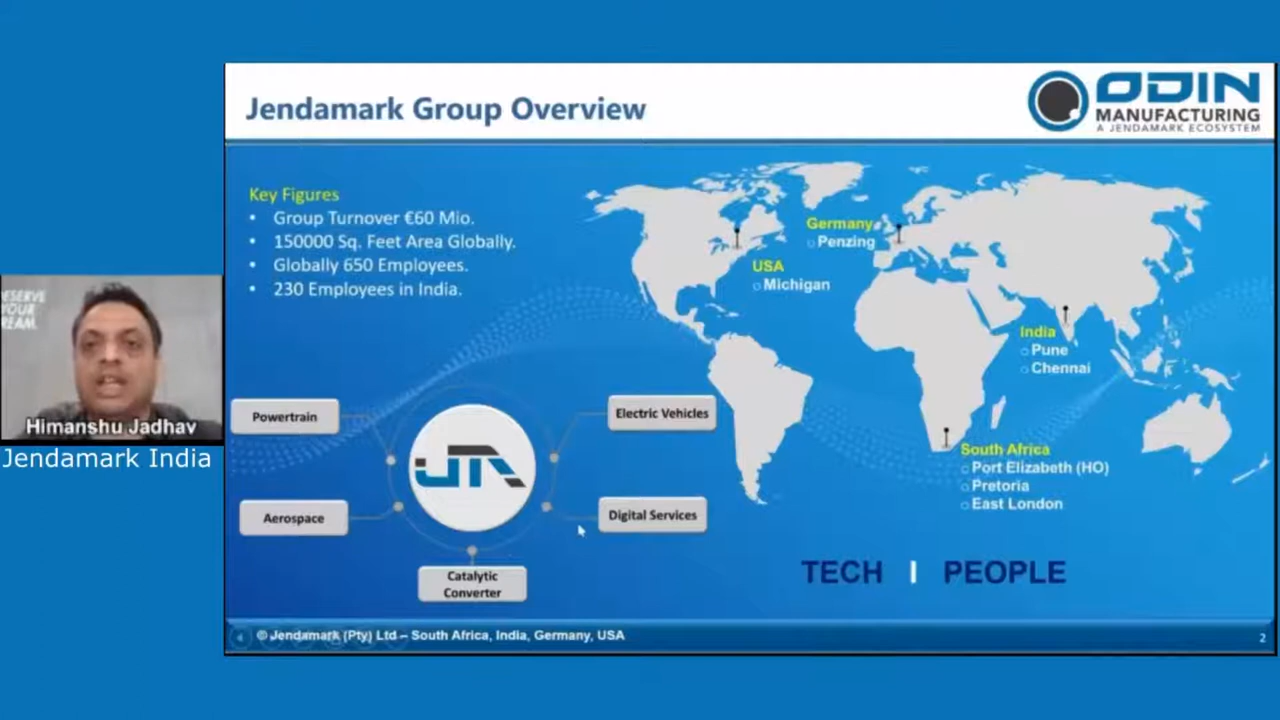 Jendamark Group Overview
ODIN
MANUFACTURING
A JENDAMARK ECOSYSTEM
Key Figures
• Group Turnover €60 Mio.
• 150000 Sq. Feet Area Globally.
• Globally 650 Employees.
• 230 Employees in India.
Germany
○ Penzing
USA
○ Michigan
India
○ Pune
○ Chennai
South Africa
○ Port Elizabeth (HO)
○ Pretoria
○ East London
Powertrain
Electric Vehicles
Aerospace
Digital Services
Catalytic
Converter
TECH | PEOPLE
© Jendamark (Pty) Ltd – South Africa, India, Germany, USA
2
YOUR
Himanshu Jadhav
Jendamark India